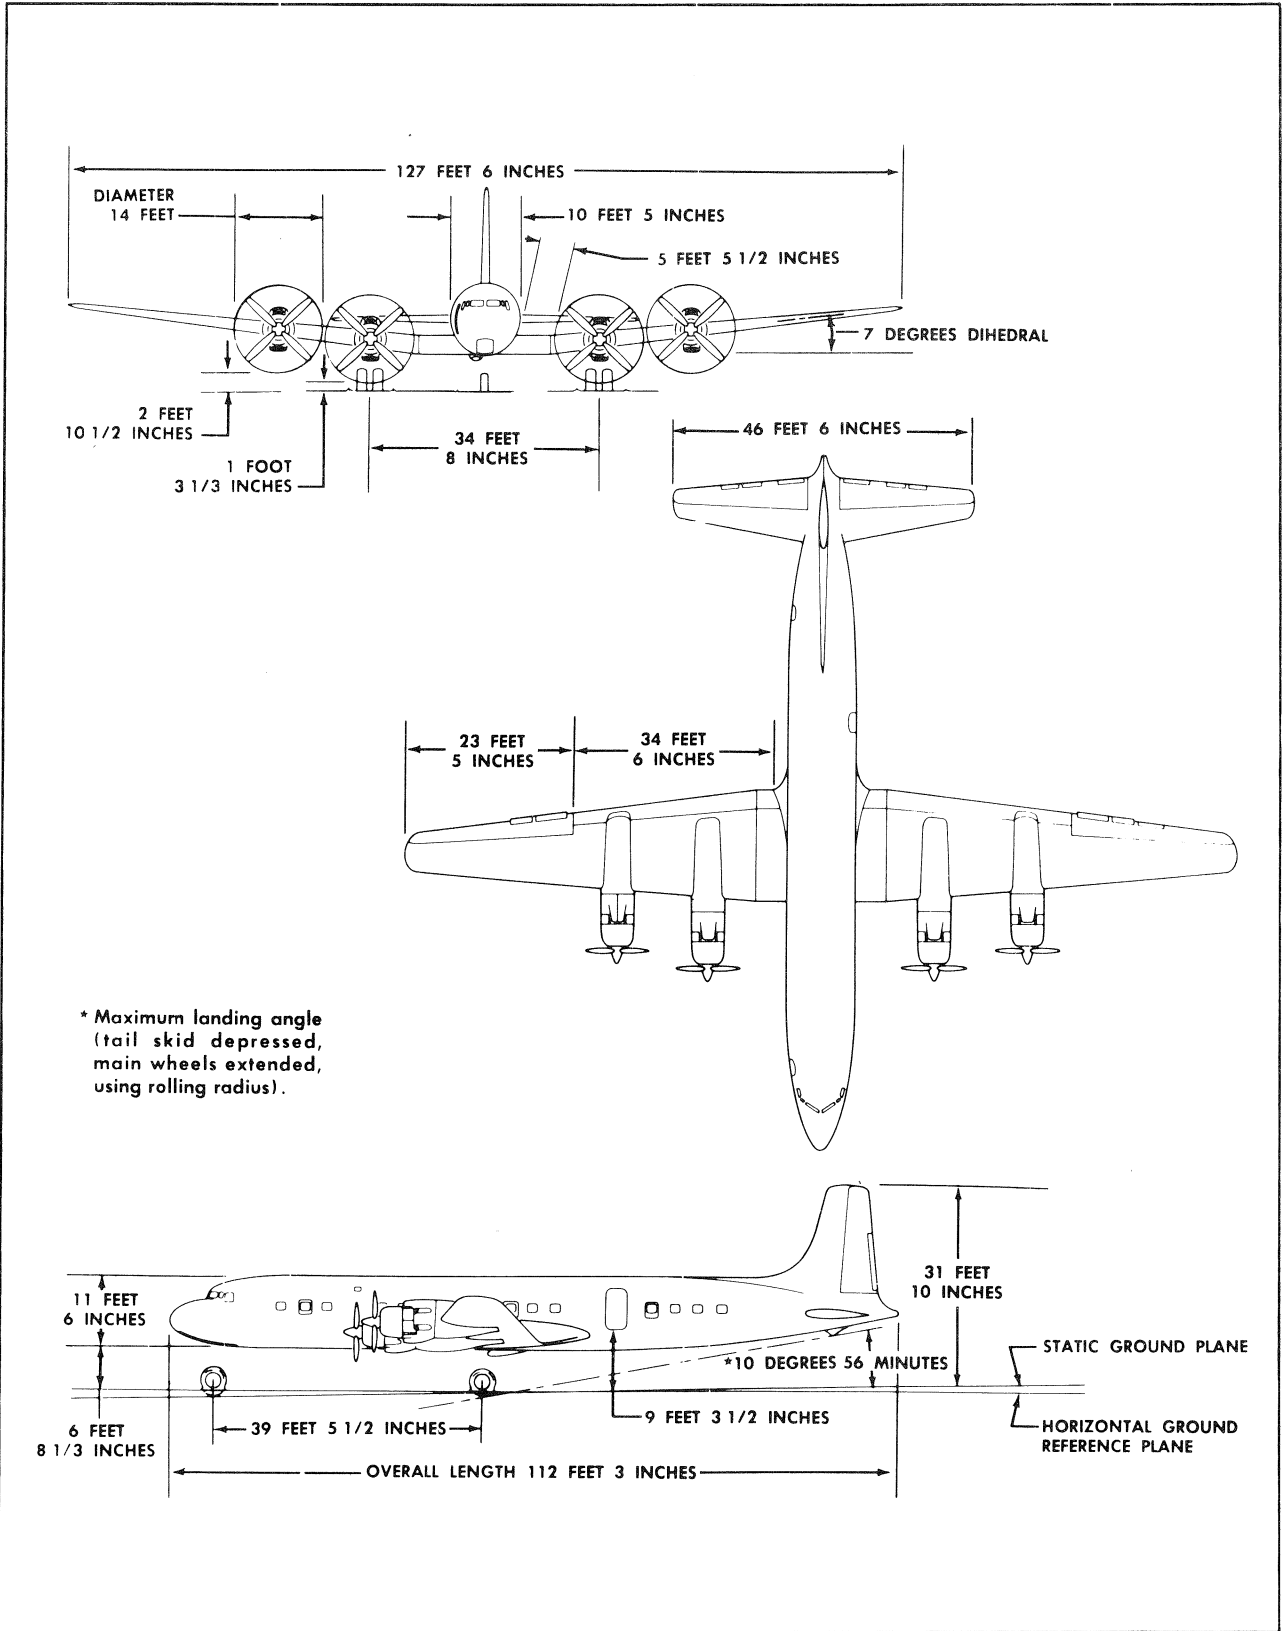 127 FEET 6 INCHES
DIAMETER
14 FEET
10 FEET 5 INCHES
5 FEET 5 1/2 INCHES
7 DEGREES DIHEDRAL
2 FEET
10 1/2 INCHES
34 FEET
8 INCHES
1 FOOT
3 1/3 INCHES
46 FEET 6 INCHES
23 FEET
5 INCHES
34 FEET
6 INCHES
* Maximum landing angle
(tail skid depressed,
main wheels extended,
using rolling radius).
11 FEET
6 INCHES
31 FEET
10 INCHES
*10 DEGREES 56 MINUTES
STATIC GROUND PLANE
6 FEET
8 1/3 INCHES
39 FEET 5 1/2 INCHES
9 FEET 3 1/2 INCHES
HORIZONTAL GROUND
REFERENCE PLANE
OVERALL LENGTH 112 FEET 3 INCHES